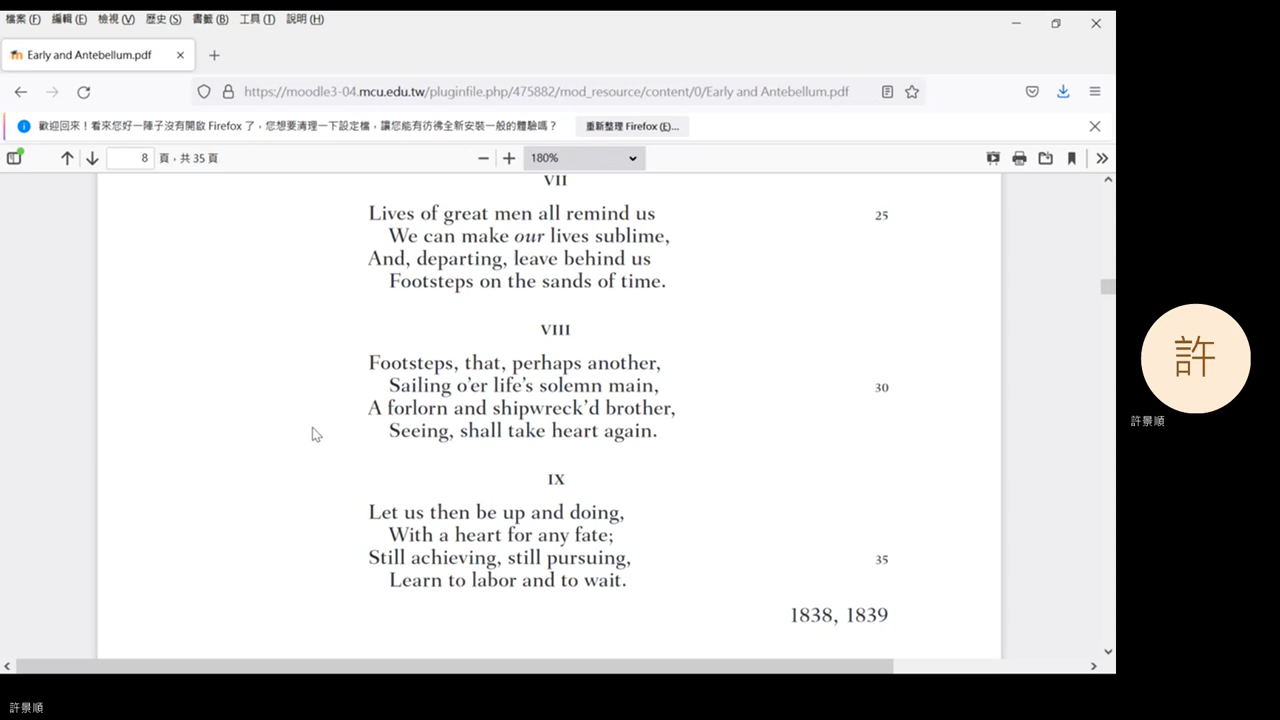 檔案(F) 編輯(E) 檢視(V) 歷史(S) 書籤(B) 工具(T) 說明(H)
Early and Antebellum.pdf
https://moodle3-04.mcu.edu.tw/pluginfile.php/475882/mod_resource/content/0/Early and Antebellum.pdf
歡迎回來！看來您好一陣子沒有開啟 Firefox 了，您想要清理一下設定檔，讓您能有彷彿全新安裝一般的體驗嗎？ 重新整理 Firefox (E)...
8 頁，共 35 頁 180%
VII
Lives of great men all remind us 25
We can make our lives sublime,
And, departing, leave behind us
Footsteps on the sands of time.
VIII
Footsteps, that, perhaps another,
Sailing o’er life’s solemn main, 30
A forlorn and shipwreck’d brother,
Seeing, shall take heart again.
IX
Let us then be up and doing,
With a heart for any fate;
Still achieving, still pursuing, 35
Learn to labor and to wait.
1838, 1839
許
許景順
許景順